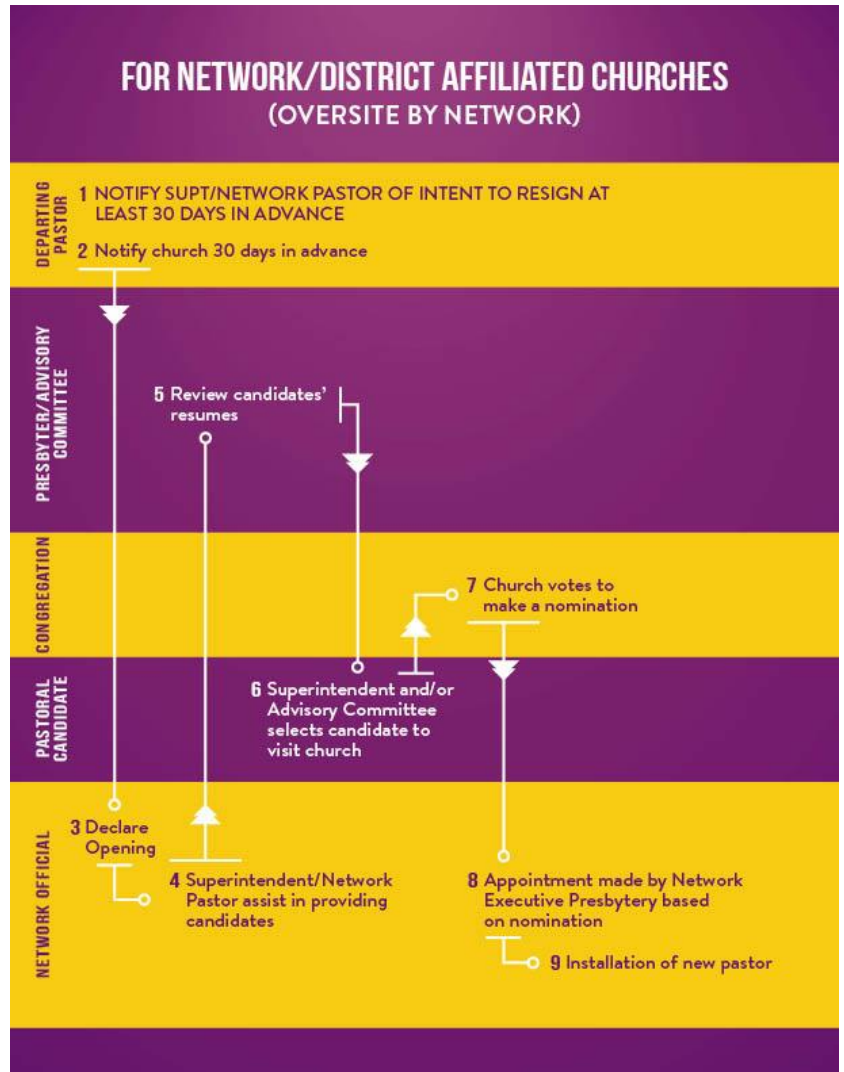 FOR NETWORK/DISTRICT AFFILIATED CHURCHES
(OVERSITE BY NETWORK)
DEPARTING
PASTOR
1 NOTIFY SUPT/NETWORK PASTOR OF INTENT TO RESIGN AT
LEAST 30 DAYS IN ADVANCE
2 Notify church 30 days in advance
PRESBYTER/ADVISORY
COMMITTEE
5 Review candidates'
resumes
CONGREGATION
7 Church votes to
make a nomination
PASTORAL
CANDIDATE
6 Superintendent and/or
Advisory Committee
selects candidate to
visit church
NETWORK OFFICIAL
3 Declare
Opening
4 Superintendent/Network
Pastor assist in providing
candidates
8 Appointment made by Network
Executive Presbytery based
on nomination
9 Installation of new pastor